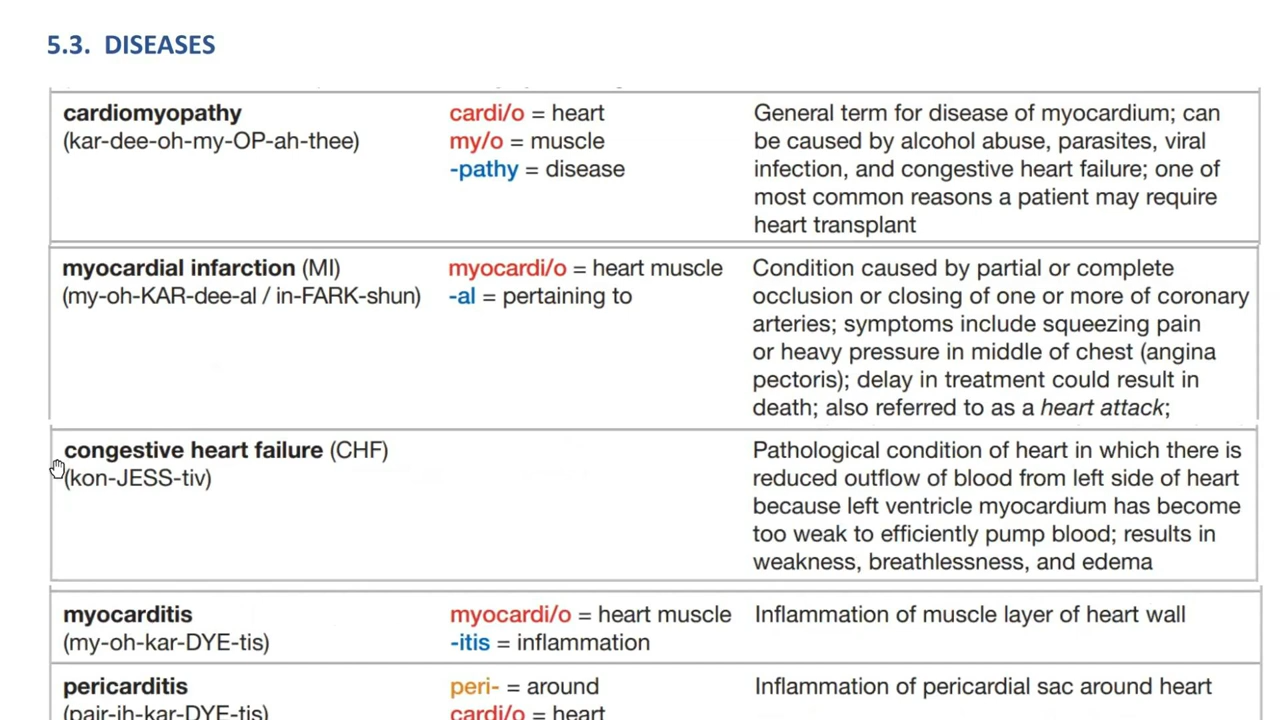 5.3. DISEASES
cardiomyopathy
(kar-dee-oh-my-OP-ah-thee)
cardi/o = heart
my/o = muscle
-pathy = disease
General term for disease of myocardium; can
be caused by alcohol abuse, parasites, viral
infection, and congestive heart failure; one of
most common reasons a patient may require
heart transplant
myocardial infarction (MI)
(my-oh-KAR-dee-al / in-FARK-shun)
myocardi/o = heart muscle
-al = pertaining to
Condition caused by partial or complete
occlusion or closing of one or more of coronary
arteries; symptoms include squeezing pain
or heavy pressure in middle of chest (angina
pectoris); delay in treatment could result in
death; also referred to as a heart attack;
congestive heart failure (CHF)
(kon-JESS-tiv)
Pathological condition of heart in which there is
reduced outflow of blood from left side of heart
because left ventricle myocardium has become
too weak to efficiently pump blood; results in
weakness, breathlessness, and edema
myocarditis
(my-oh-kar-DYE-tis)
myocardi/o = heart muscle
-itis = inflammation
Inflammation of muscle layer of heart wall
pericarditis
(pair-ih-kar-DYE-tis)
peri- = around
cardi/o = heart
Inflammation of pericardial sac around heart